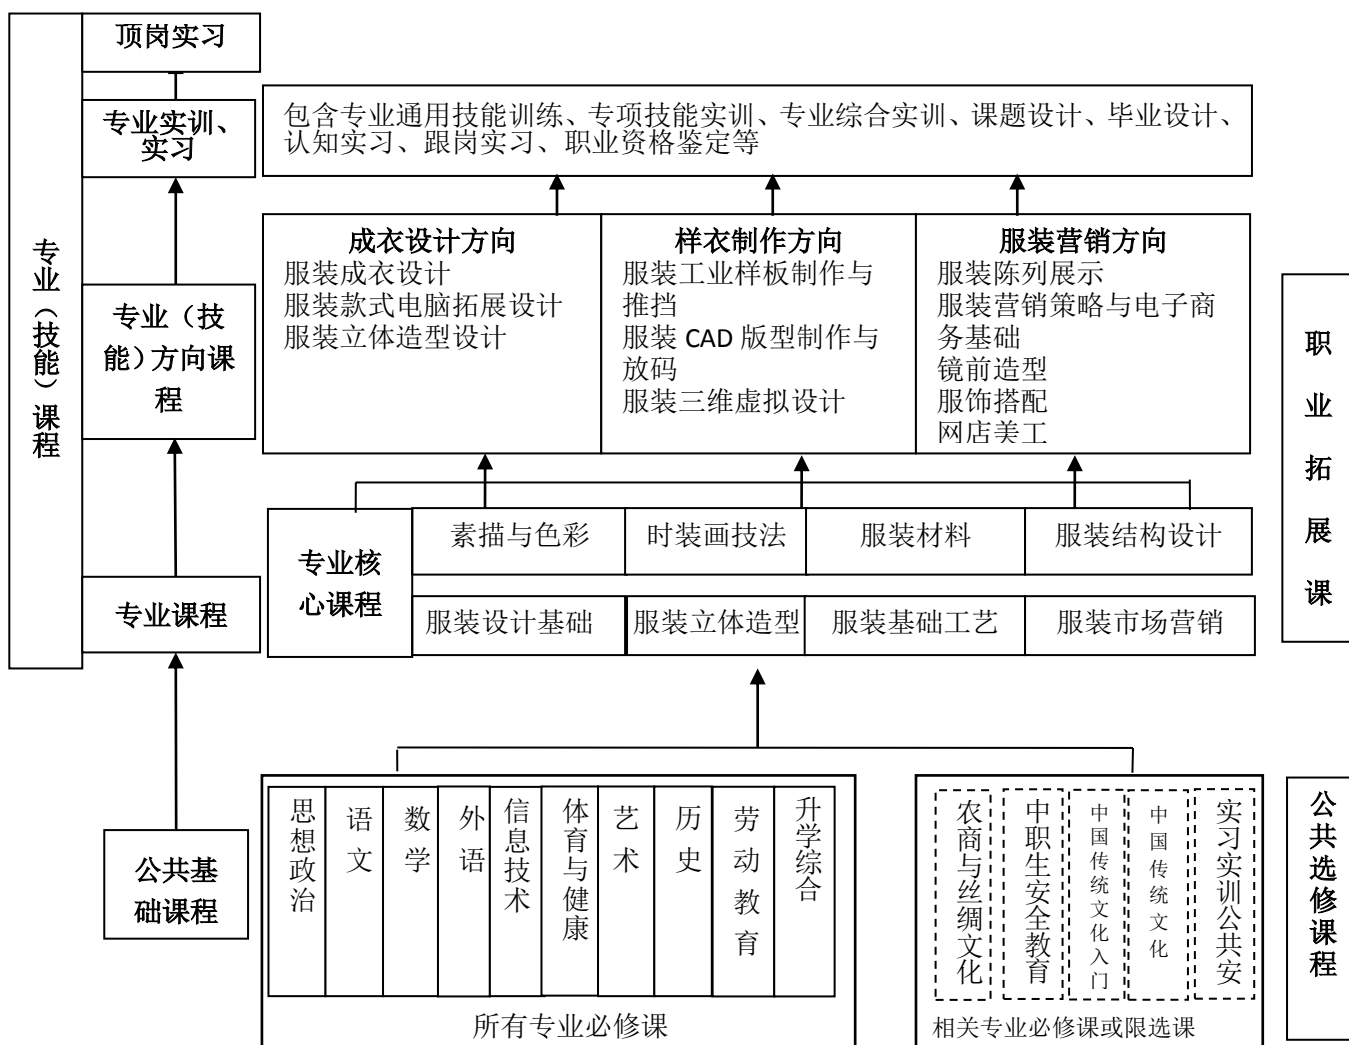 顶岗实习
专业实训、
实习
包含专业通用技能训练、专项技能实训、专业综合实训、课题设计、毕业设计、
认知实习、跟岗实习、职业资格鉴定等
专业（技能）课程
专业（技
能）方向课
程
成衣设计方向
服装成衣设计
服装款式电脑拓展设计
服装立体造型设计
样衣制作方向
服装工业样板制作与
推挡
服装 CAD 版型制作与
放码
服装三维虚拟设计
服装营销方向
服装陈列展示
服装营销策略与电子商
务基础
镜前造型
服饰搭配
网店美工
职业拓展课
专业课程
专业核
心课程
素描与色彩
时装画技法
服装材料
服装结构设计
服装设计基础
服装立体造型
服装基础工艺
服装市场营销
公共基
础课程
思想政治
语文
数学
外语
信息技术
体育与健康
艺术
历史
劳动教育
升学综合
所有专业必修课
农商与丝绸文化
中职生安全教育
中国传统文化入门
中国传统文化
实习实训公共安
相关专业必修课或限选课
公共选修课程